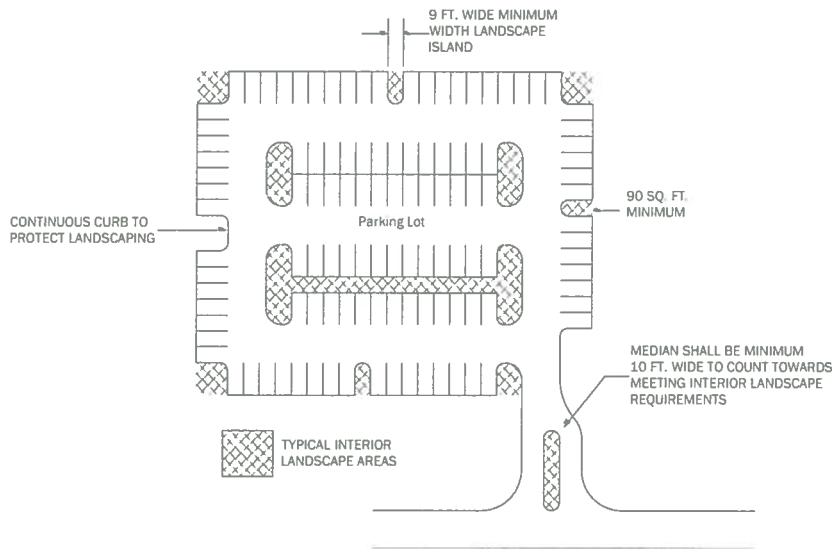 9 FT. WIDE MINIMUM
WIDTH LANDSCAPE
ISLAND
90 SQ. FT.
MINIMUM
CONTINUOUS CURB TO
PROTECT LANDSCAPING
Parking Lot
MEDIAN SHALL BE MINIMUM
10 FT. WIDE TO COUNT TOWARDS
MEETING INTERIOR LANDSCAPE
REQUIREMENTS
TYPICAL INTERIOR
LANDSCAPE AREAS